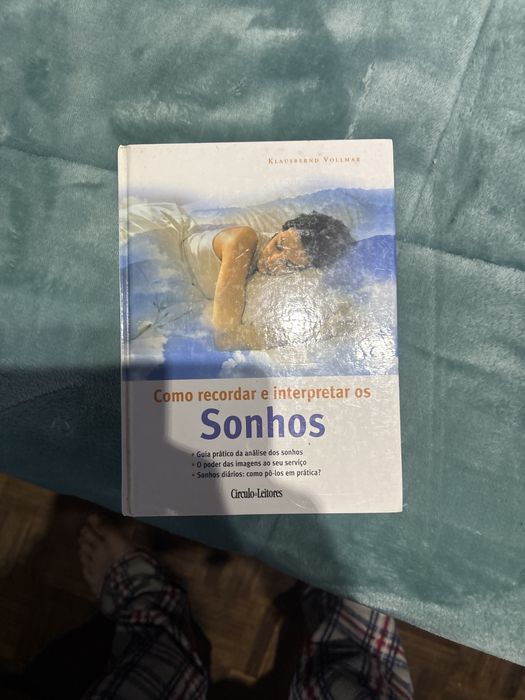 KLAUSBERND VOLLMAR
Como recordar e interpretar os
Sonhos
• Guia prático da análise dos sonhos
• O poder das imagens ao seu serviço
• Sonhos diários: como pô-los em prática?
Círculo de Leitores